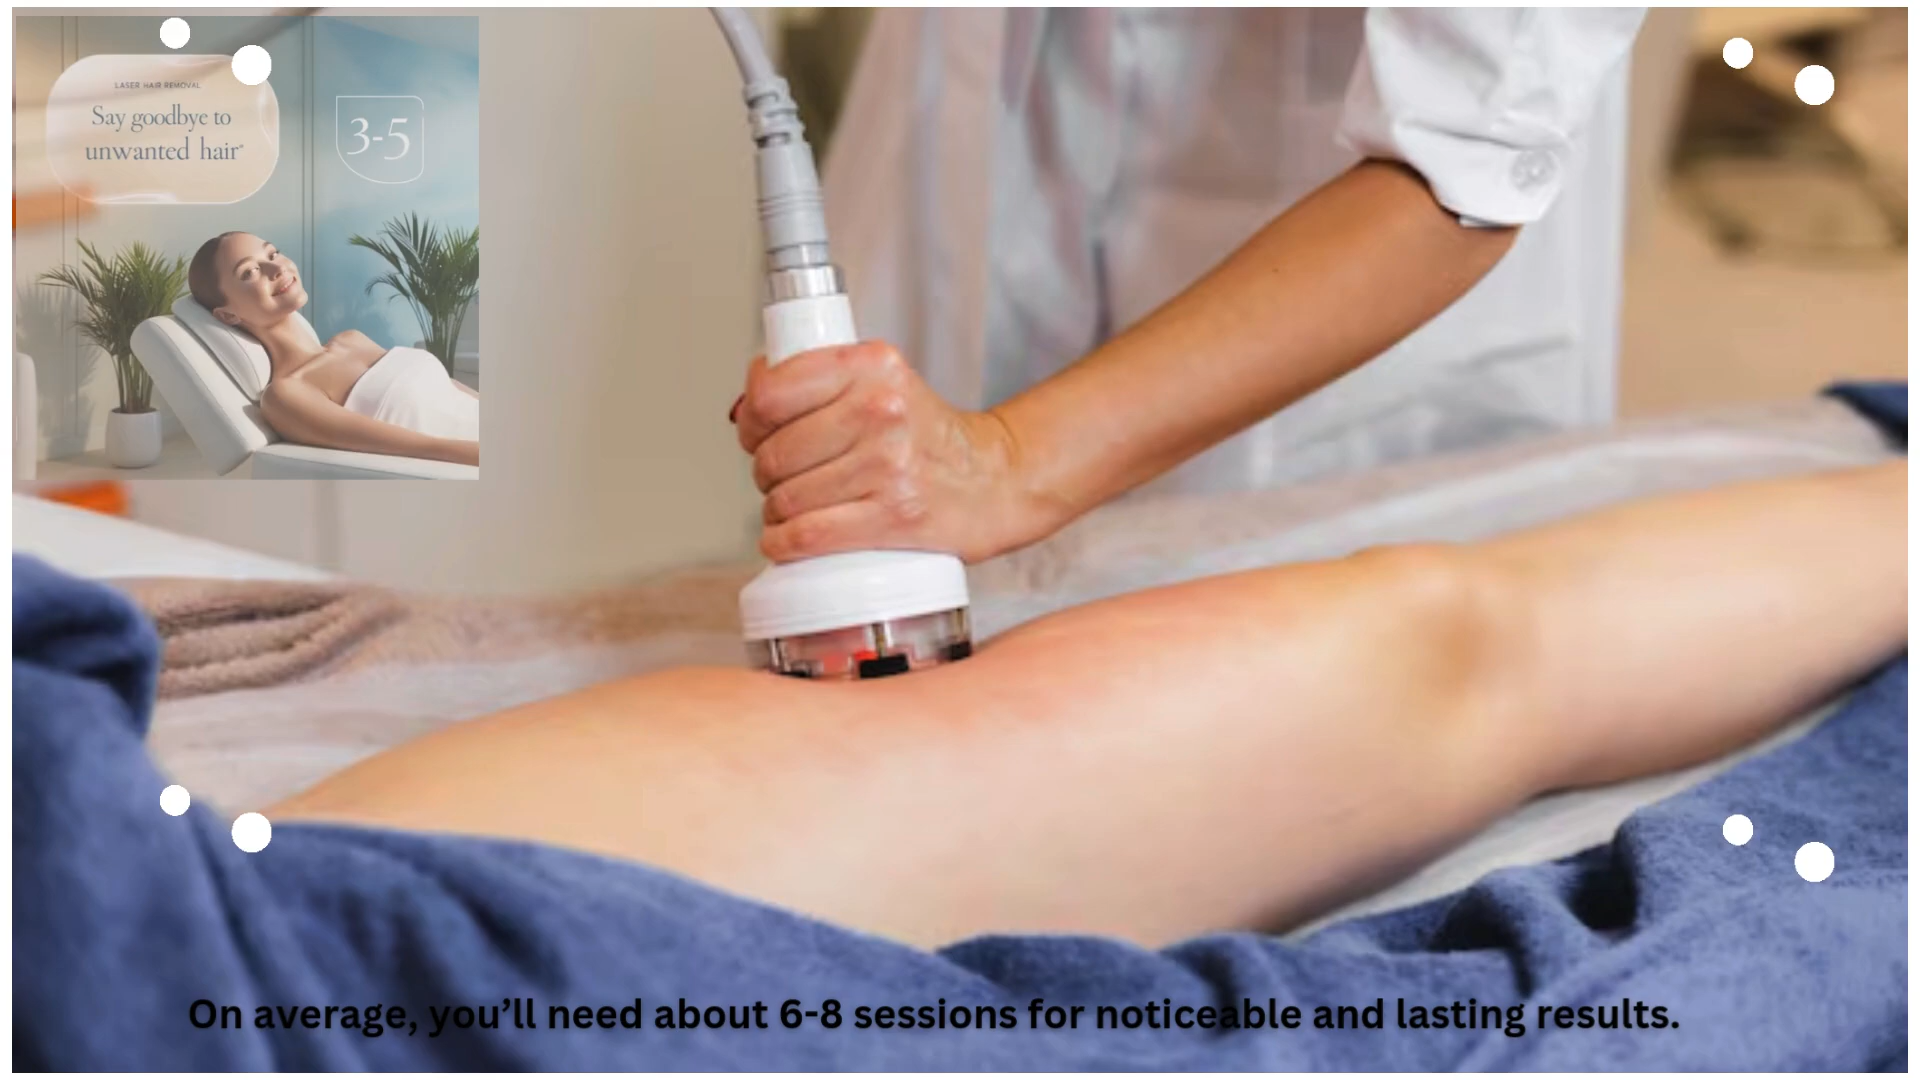 LASER HAIR REMOVAL
Say goodbye to
unwanted hair*
3-5
On average, you’ll need about 6-8 sessions for noticeable and lasting results.